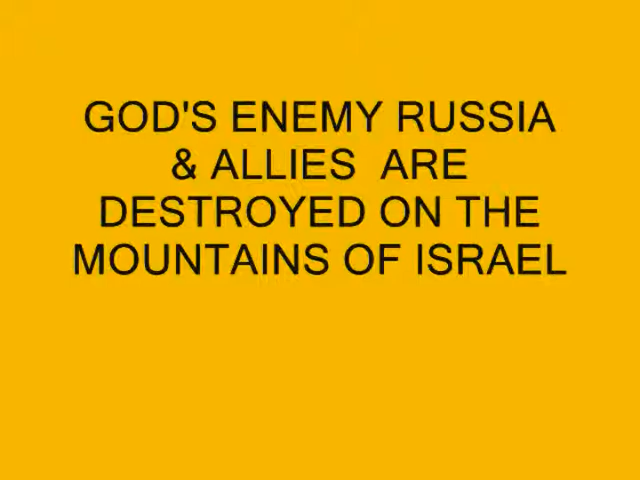 GOD'S ENEMY RUSSIA
& ALLIES  ARE
DESTROYED ON THE
MOUNTAINS OF ISRAEL